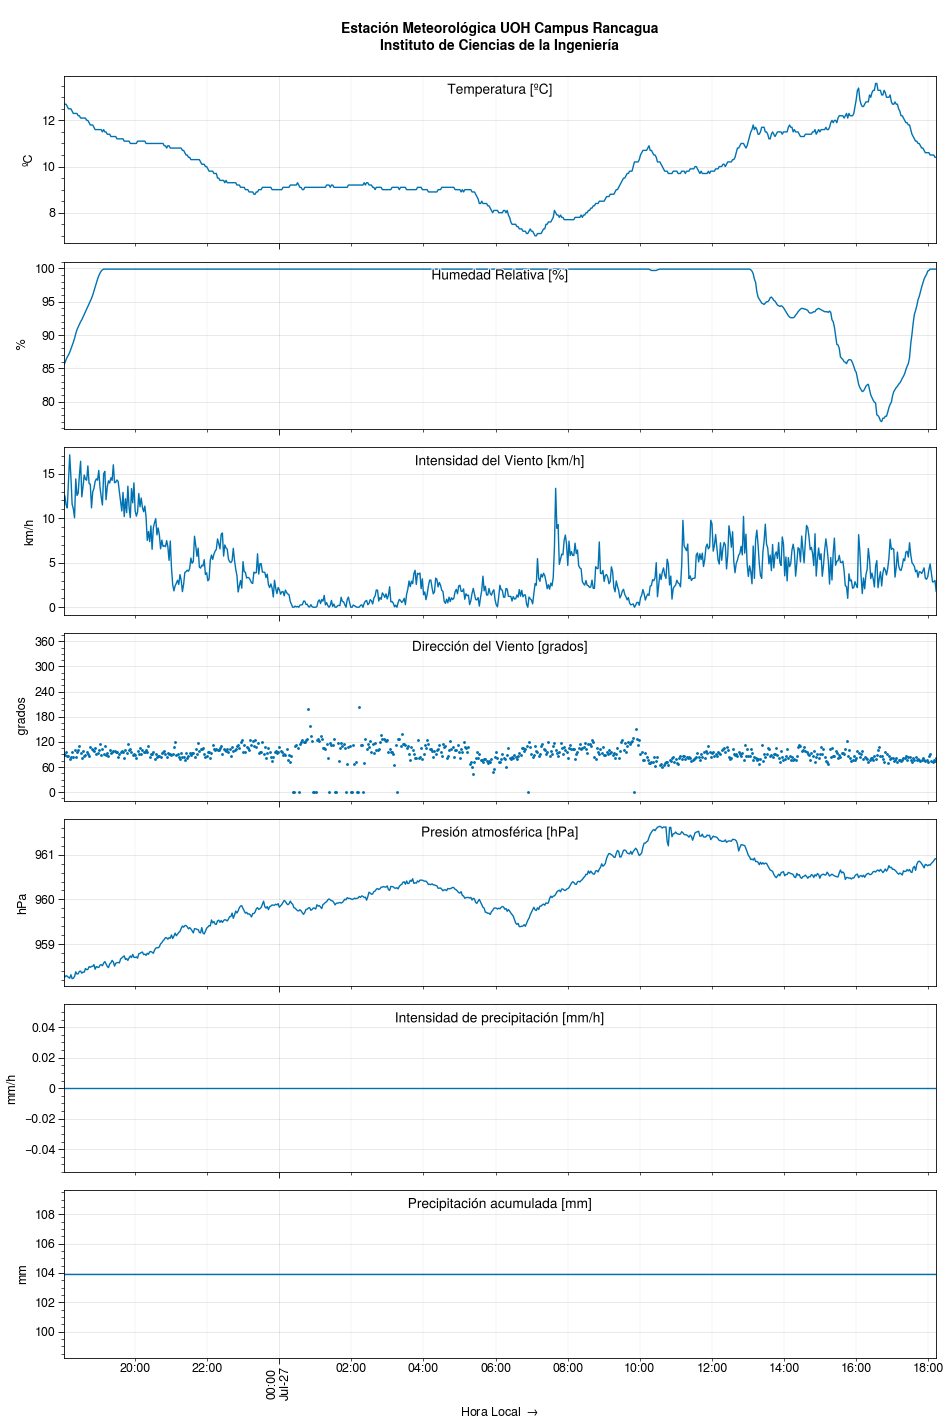 Estación Meteorológica UOH Campus Rancagua
Instituto de Ciencias de la Ingeniería
Temperatura [ºC]
12
10
8
ºC
Humedad Relativa [%]
100
95
90
85
80
%
Intensidad del Viento [km/h]
15
10
5
0
km/h
Dirección del Viento [grados]
360
300
240
180
120
60
0
grados
Presión atmosférica [hPa]
961
960
959
hPa
Intensidad de precipitación [mm/h]
0.04
0.02
0
−0.02
−0.04
mm/h
Precipitación acumulada [mm]
108
106
104
102
100
mm
20:00 22:00 00:00 02:00 04:00 06:00 08:00 10:00 12:00 14:00 16:00 18:00
Jul-27
Hora Local →